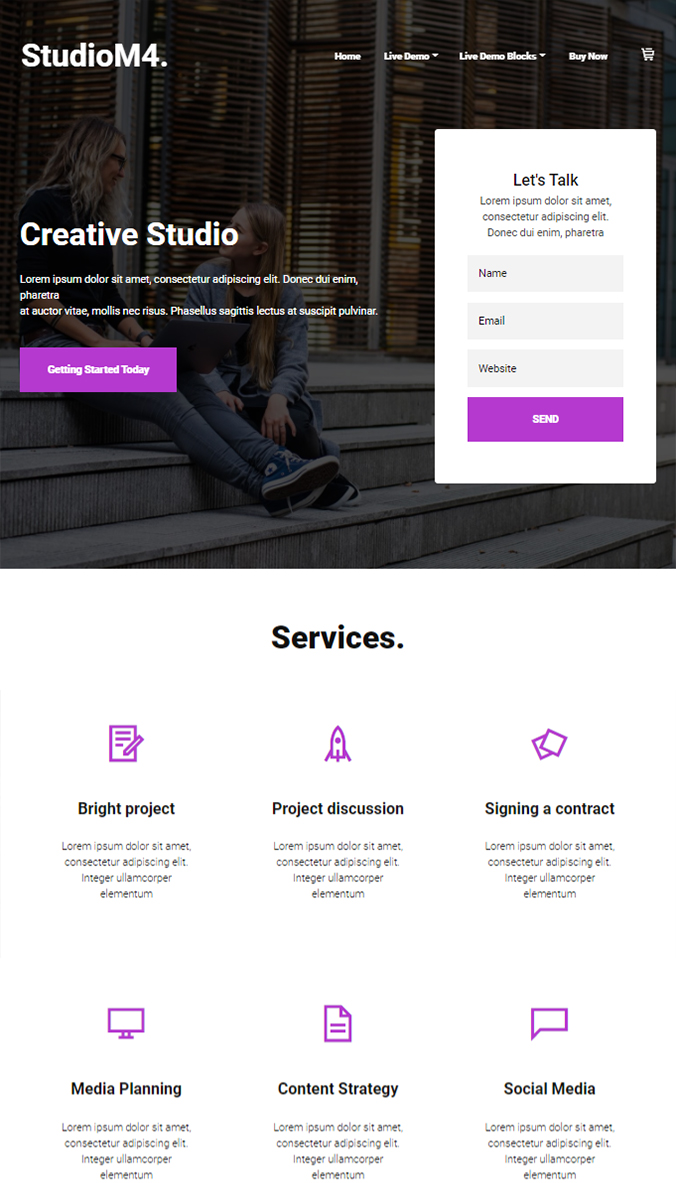 StudioM4.
Home Live Demo Live Demo Blocks Buy Now
Creative Studio
Lorem ipsum dolor sit amet, consectetur adipiscing elit. Donec dui enim,
pharetra
at auctor vitae, mollis nec risus. Phasellus sagittis lectus at suscipit pulvinar.
Getting Started Today
Let's Talk
Lorem ipsum dolor sit amet,
consectetur adipiscing elit.
Donec dui enim, pharetra
Name
Email
Website
SEND
Services.
Bright project
Lorem ipsum dolor sit amet,
consectetur adipiscing elit.
Integer ullamcorper
elementum
Project discussion
Lorem ipsum dolor sit amet,
consectetur adipiscing elit.
Integer ullamcorper
elementum
Signing a contract
Lorem ipsum dolor sit amet,
consectetur adipiscing elit.
Integer ullamcorper
elementum
Media Planning
Lorem ipsum dolor sit amet,
consectetur adipiscing elit.
Integer ullamcorper
elementum
Content Strategy
Lorem ipsum dolor sit amet,
consectetur adipiscing elit.
Integer ullamcorper
elementum
Social Media
Lorem ipsum dolor sit amet,
consectetur adipiscing elit.
Integer ullamcorper
elementum